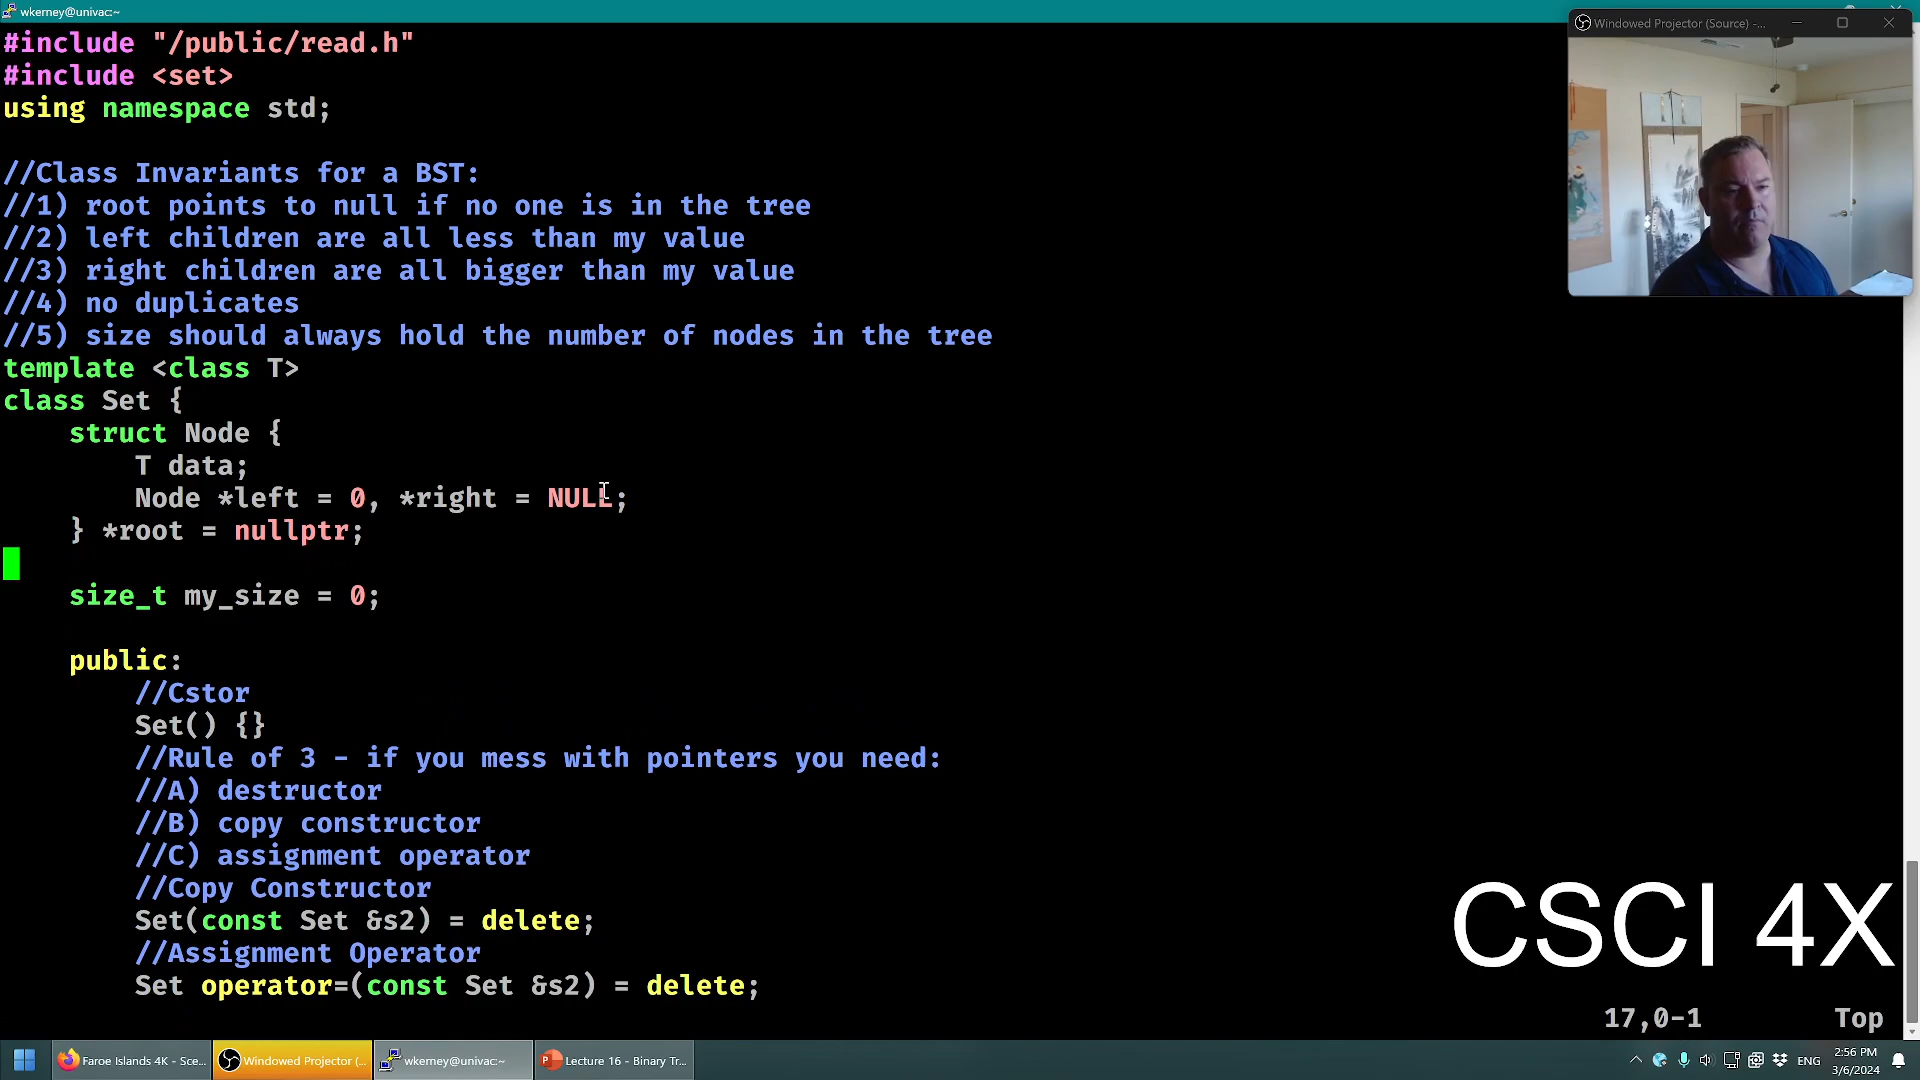 wkerney@univac:~
Windowed Projector (Source) -...
#include "/public/read.h"
#include <set>
using namespace std;
//Class Invariants for a BST:
//1) root points to null if no one is in the tree
//2) left children are all less than my value
//3) right children are all bigger than my value
//4) no duplicates
//5) size should always hold the number of nodes in the tree
template <class T>
class Set {
struct Node {
T data;
Node *left = 0, *right = NULL;
} *root = nullptr;
size_t my_size = 0;
public:
//Cstor
Set() {}
//Rule of 3 - if you mess with pointers you need:
//A) destructor
//B) copy constructor
//C) assignment operator
//Copy Constructor
Set(const Set &s2) = delete;
//Assignment Operator
Set operator=(const Set &s2) = delete;
CSCI 4X
17,0-1 Top
Faroe Islands 4K - Sce... Windowed Projector (... wkerney@univac:~ Lecture 16 - Binary Tr... ENG 2:56 PM
3/6/2024